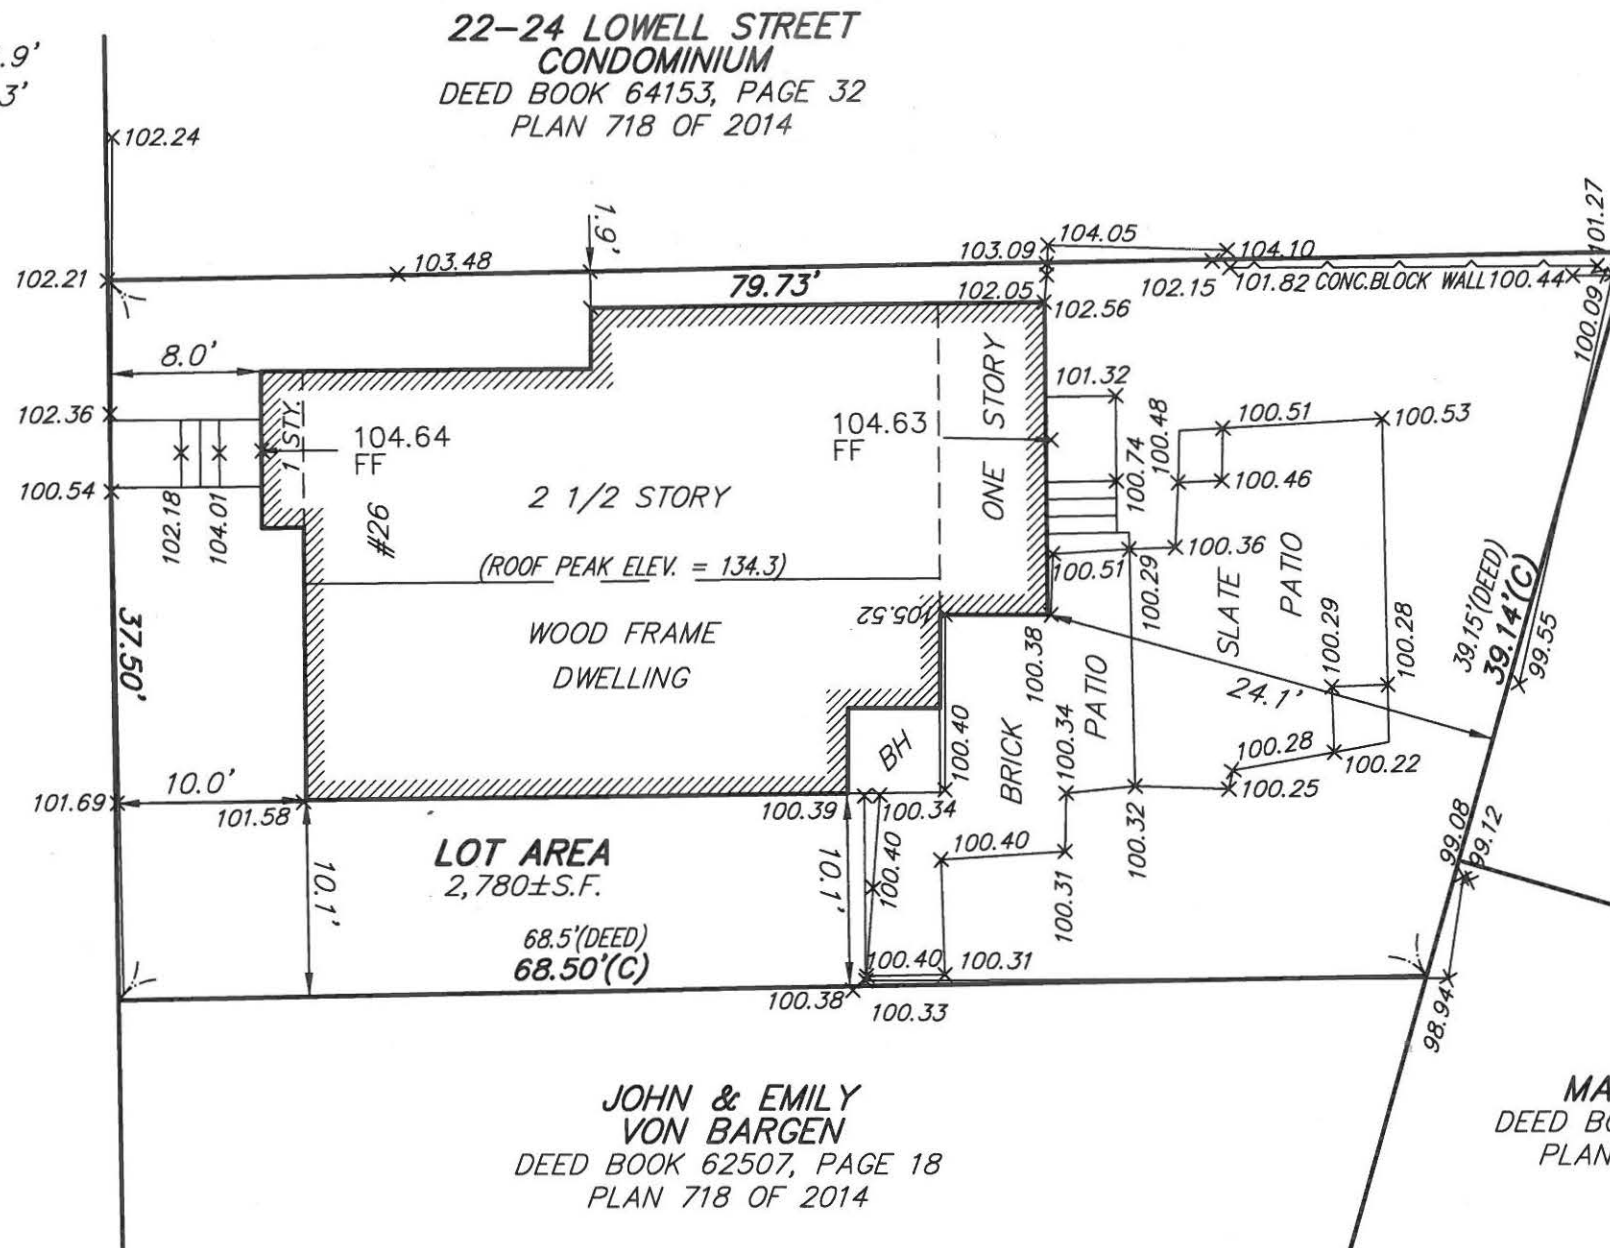 22-24 LOWELL STREET
CONDOMINIUM
DEED BOOK 64153, PAGE 32
PLAN 718 OF 2014
.9'
3'
102.24
102.21
103.48
1.9'
79.73'
103.09
104.05
104.10
101.27
102.05
102.56
102.15
101.82
CONC.BLOCK WALL
100.44
100.09
8.0'
102.36
100.54
102.18
104.01
1 STY.
104.64
FF
#26
2 1/2 STORY
(ROOF PEAK ELEV. = 134.3)
WOOD FRAME
DWELLING
104.63
FF
ONE STORY
101.32
100.74
100.48
100.51
100.53
100.46
100.36
100.51
100.29
SLATE PATIO
100.29
100.28
39.15'(DEED)
39.14'(C)
99.55
105.52
100.38
24.1'
37.50'
BH
100.40
BRICK PATIO
100.34
100.28
100.22
100.25
10.0'
101.69
101.58
100.39
100.34
100.32
99.08
99.12
LOT AREA
2,780±S.F.
10.1'
10.1'
100.40
100.40
100.31
68.5'(DEED)
68.50'(C)
100.40
100.31
100.38
100.33
98.94
JOHN & EMILY
VON BARGEN
DEED BOOK 62507, PAGE 18
PLAN 718 OF 2014
MA
DEED BO
PLAN